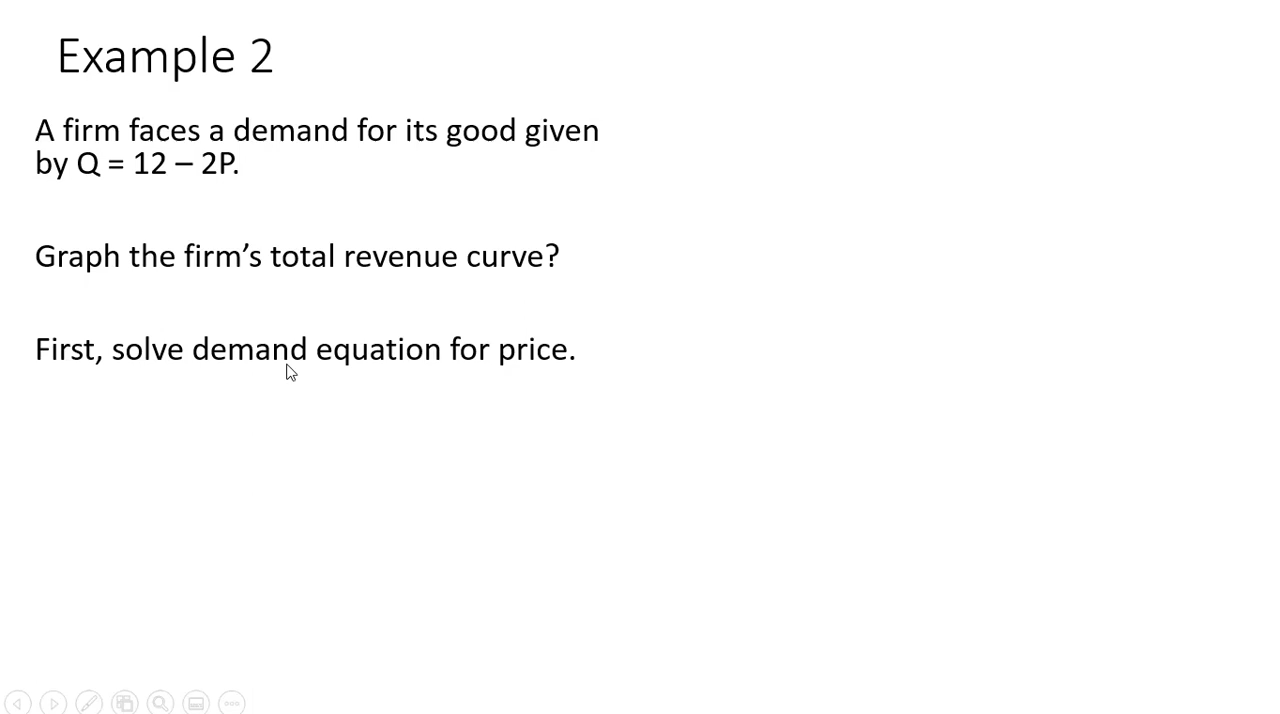 Example 2
A firm faces a demand for its good given
by Q = 12 – 2P.
Graph the firm’s total revenue curve?
First, solve demand equation for price.